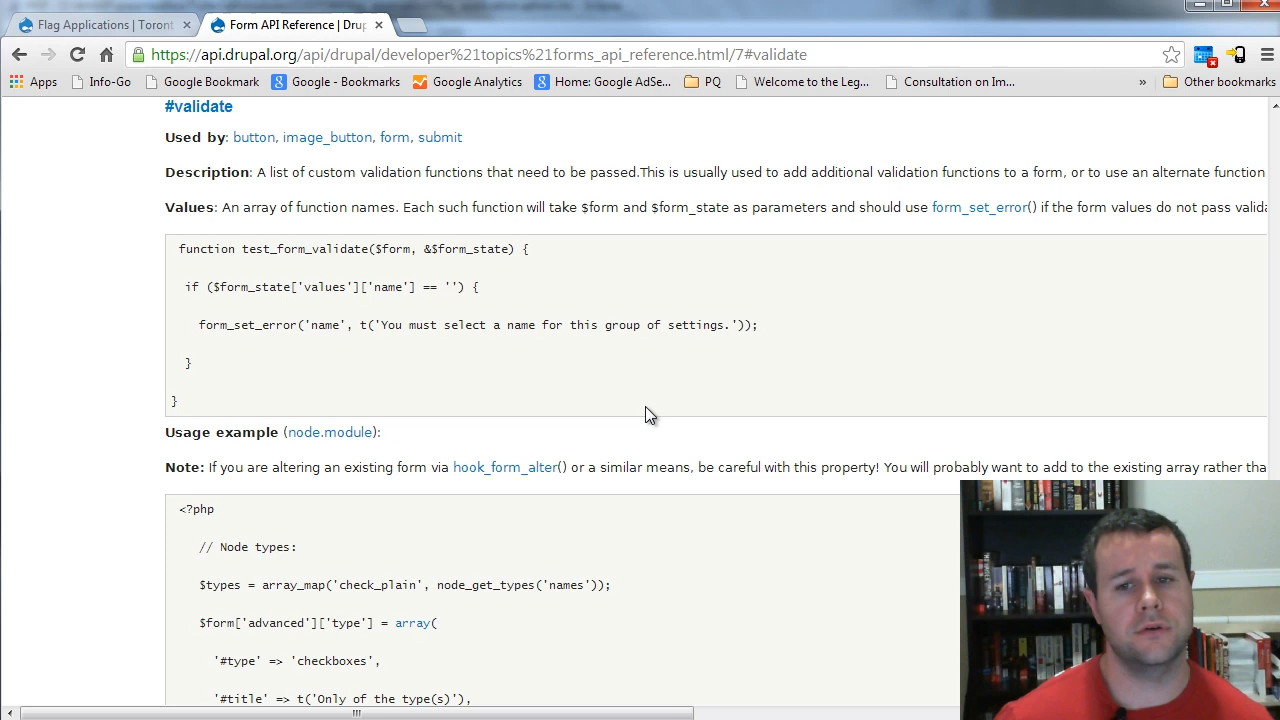 Flag Applications | Toront
Form API Reference | Drup
https://api.drupal.org/api/drupal/developer%21topics%21forms_api_reference.html/7#validate
Apps Info-Go Google Bookmark Google - Bookmarks Google Analytics Home: Google AdSe... PQ Welcome to the Leg... Consultation on Im... » Other bookmarks
#validate
Used by: button, image_button, form, submit
Description: A list of custom validation functions that need to be passed.This is usually used to add additional validation functions to a form, or to use an alternate function
Values: An array of function names. Each such function will take $form and $form_state as parameters and should use form_set_error() if the form values do not pass valida
function test_form_validate($form, &$form_state) {
if ($form_state['values']['name'] == '') {
form_set_error('name', t('You must select a name for this group of settings.'));
}
}
Usage example (node.module):
Note: If you are altering an existing form via hook_form_alter() or a similar means, be careful with this property! You will probably want to add to the existing array rather tha
<?php
// Node types:
$types = array_map('check_plain', node_get_types('names'));
$form['advanced']['type'] = array(
'#type' => 'checkboxes',
'#title' => t('Only of the type(s)'),